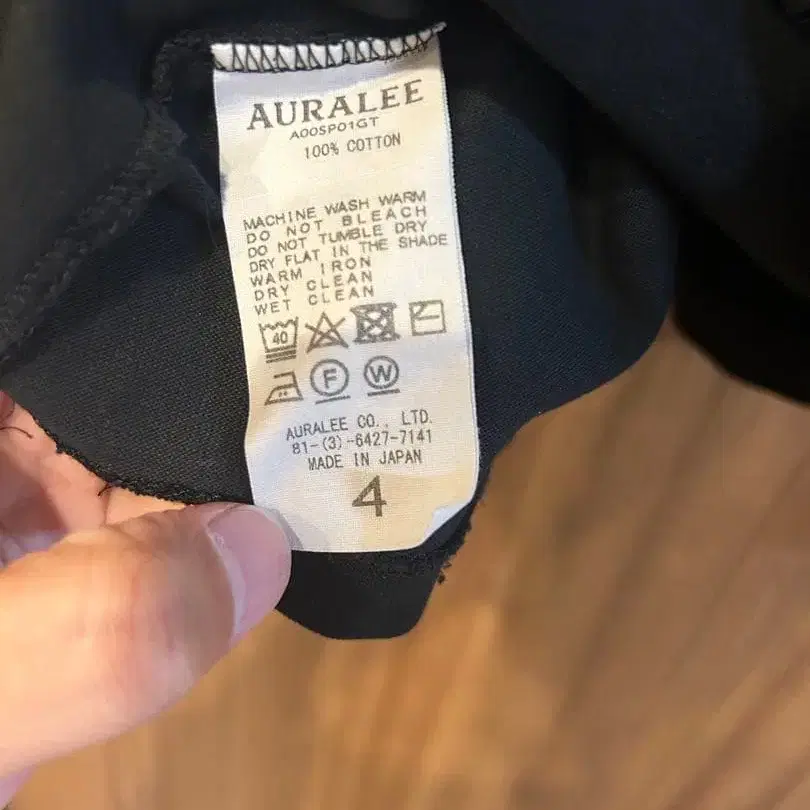 AURALEE
A00SP01GT
100% COTTON
MACHINE WASH WARM
DO NOT BLEACH
DO NOT TUMBLE DRY
DRY FLAT IN THE SHADE
WARM IRON
DRY CLEAN
WET CLEAN
40
F W
AURALEE CO., LTD.
81-(3)-6427-7141
MADE IN JAPAN
4